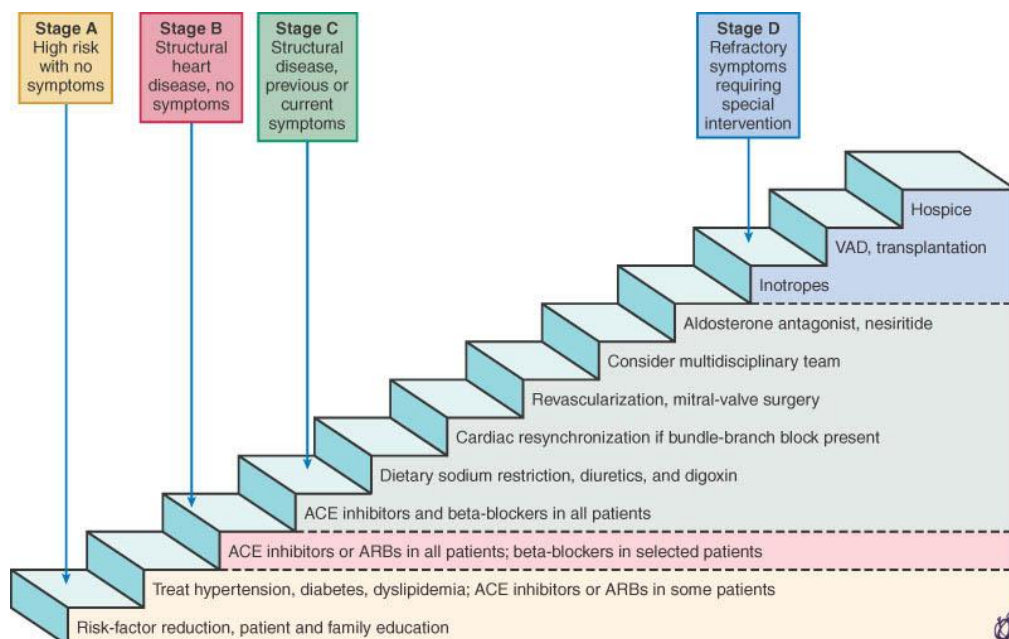 Stage A
High risk
with no
symptoms
Stage B
Structural
heart
disease, no
symptoms
Stage C
Structural
disease,
previous or
current
symptoms
Stage D
Refractory
symptoms
requiring
special
intervention
Hospice
VAD, transplantation
Inotropes
Aldosterone antagonist, nesiritide
Consider multidisciplinary team
Revascularization, mitral-valve surgery
Cardiac resynchronization if bundle-branch block present
Dietary sodium restriction, diuretics, and digoxin
ACE inhibitors and beta-blockers in all patients
ACE inhibitors or ARBs in all patients; beta-blockers in selected patients
Treat hypertension, diabetes, dyslipidemia; ACE inhibitors or ARBs in some patients
Risk-factor reduction, patient and family education